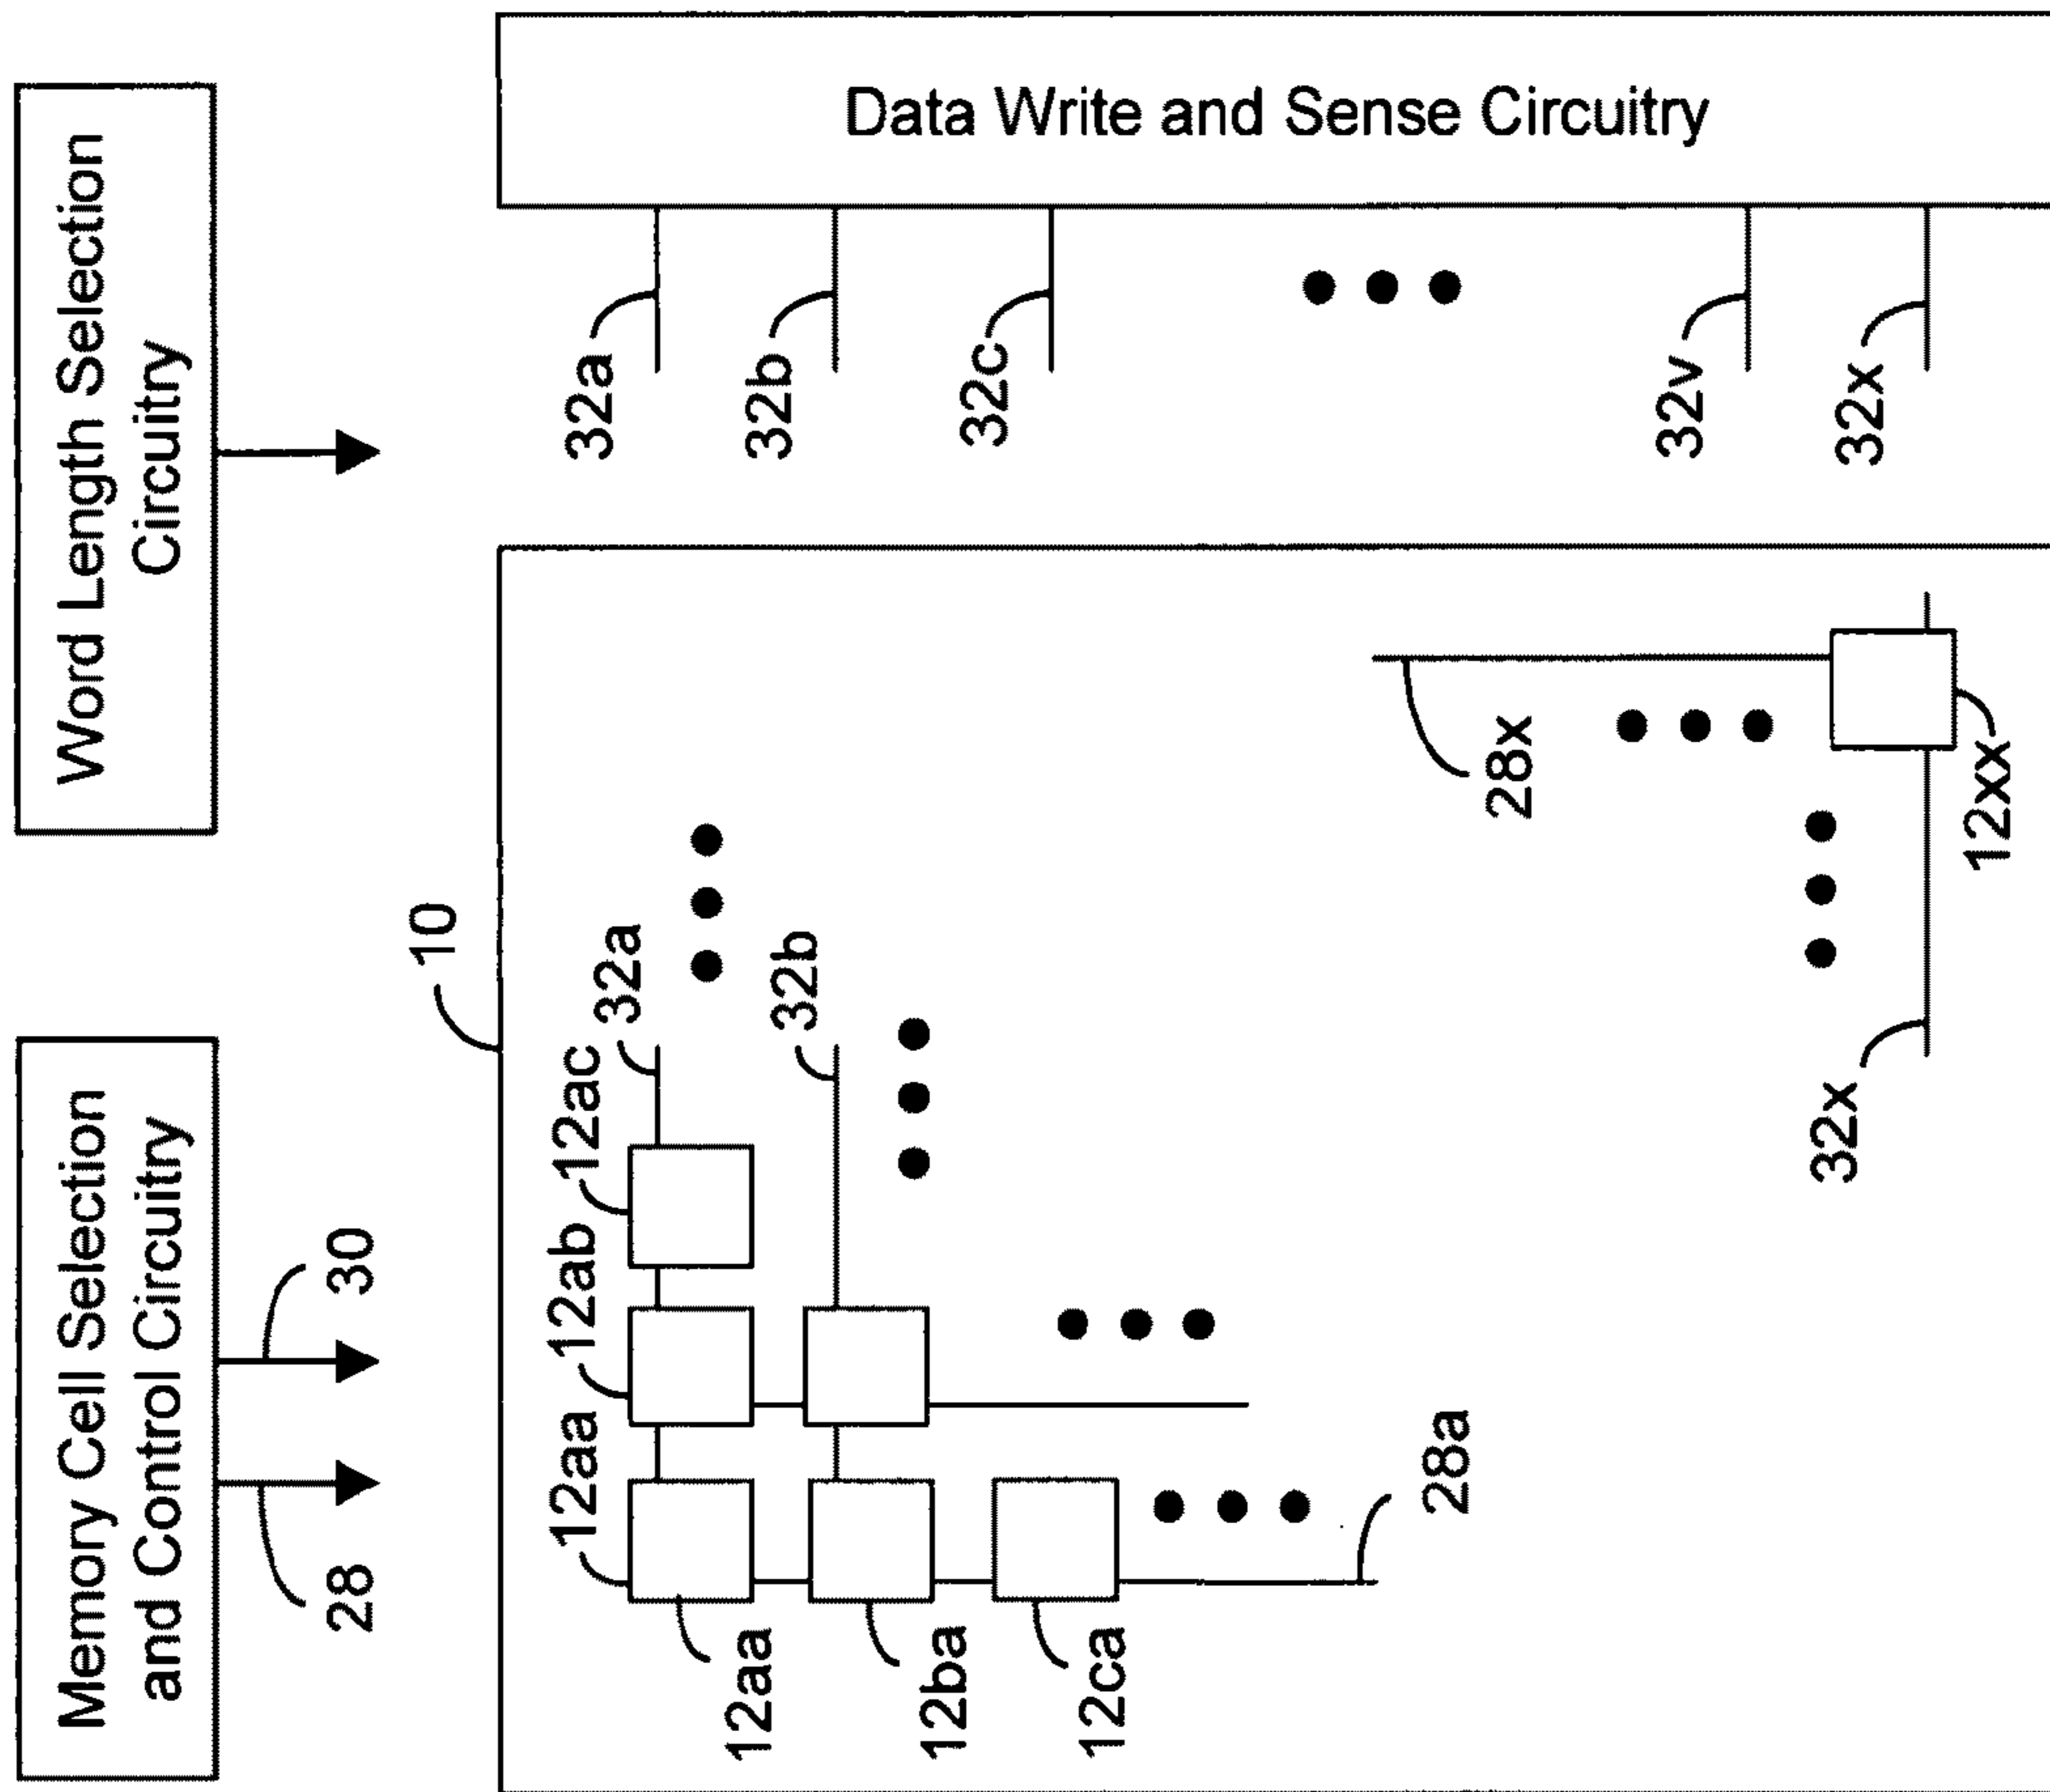 Memory Cell Selection
and Control Circuitry
28
30
Word Length Selection
Circuitry
10
12aa
12ab
12ac
32a
32b
12aa
12ba
12ca
28a
28x
32x
12xx
32a
32b
32c
32v
32x
Data Write and Sense Circuitry